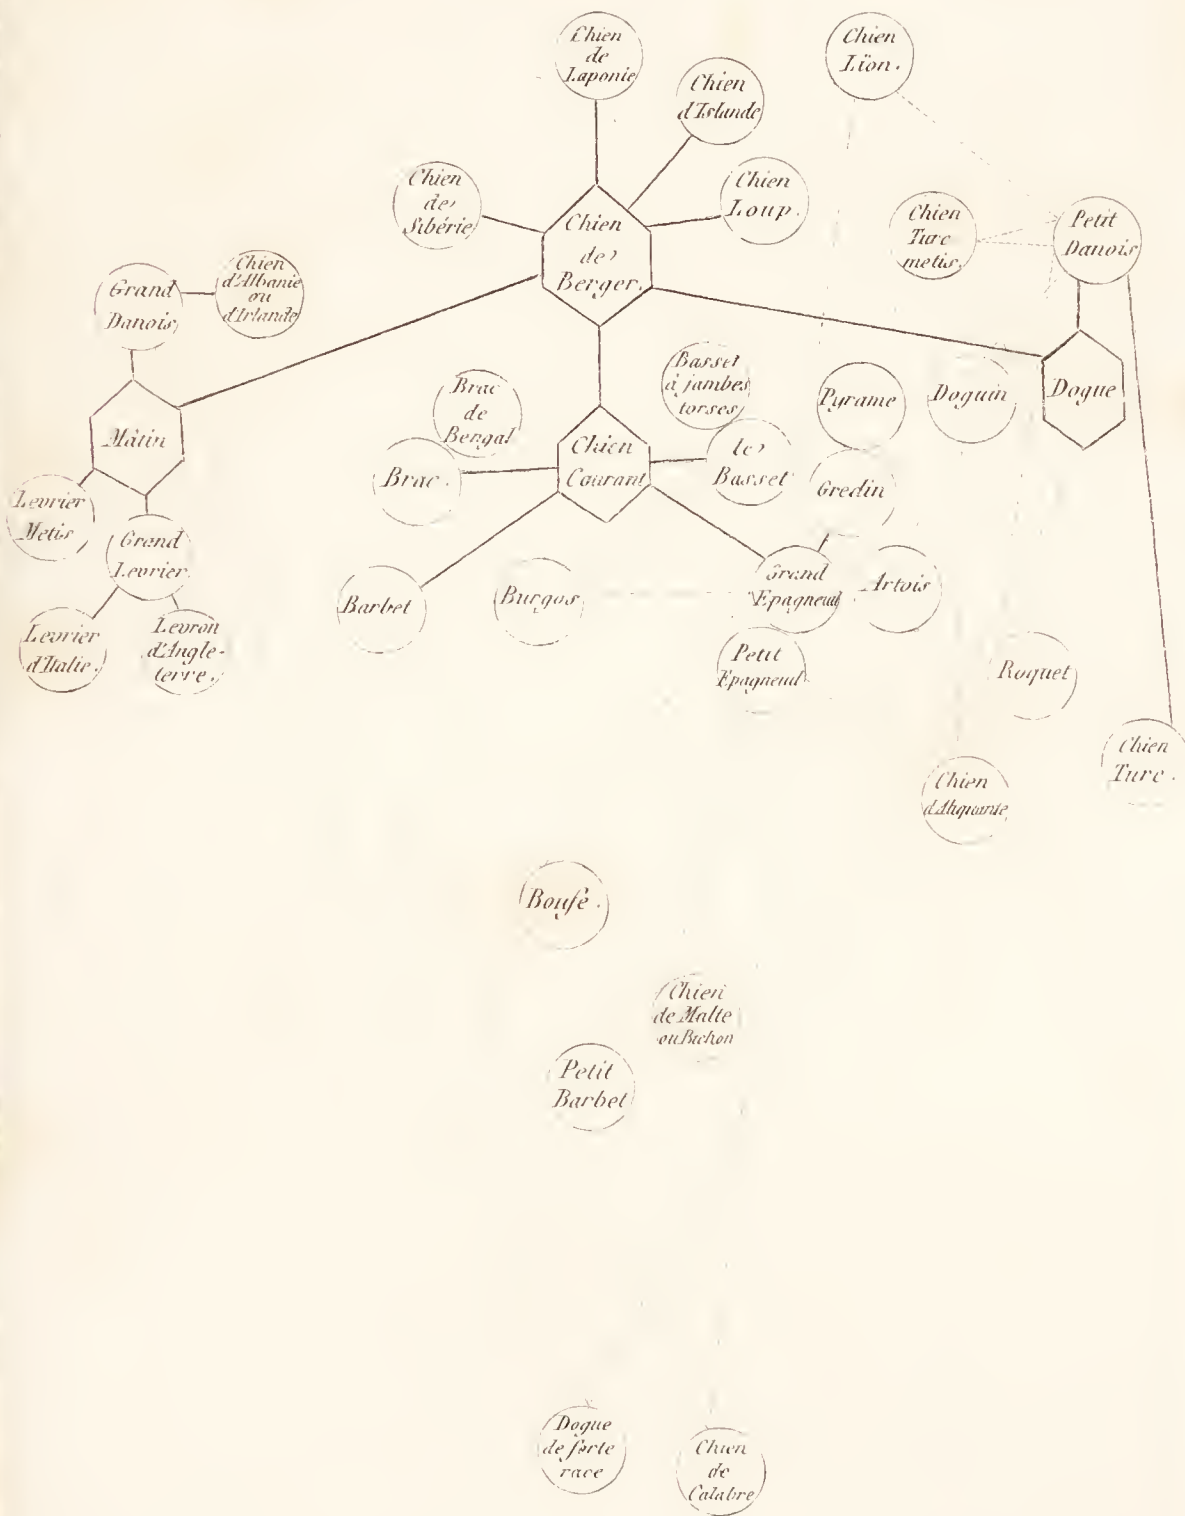 Chien
de
Laponie
Chien
Lion.
Chien
d'Islande
Chien
de
Sibérie
Chien
de
Berger.
Chien
Loup.
Chien
Turc
metis.
Petit
Danois
Grand
Danois
Chien
d'Albanie
ou
d'Irlande
Mâtin
Brac
de
Bengal
Basset
à jambes
torses
Pyrame
Doguin
Dogue
Brac.
Chien
Courant
le
Basset
Gredin
Levrier
Metis
Grand
Levrier
Barbet
Burgos
Grand
Epagneul
Artois
Levrier
d'Italie.
Levron
d'Angle-
terre.
Petit
Epagneul
Roquet
Chien
Turc.
Chien
d'Aliquante
Boufe.
Chien
de Malte
ou Bichon
Petit
Barbet
Dogue
de forte
race
Chien
de
Calabre